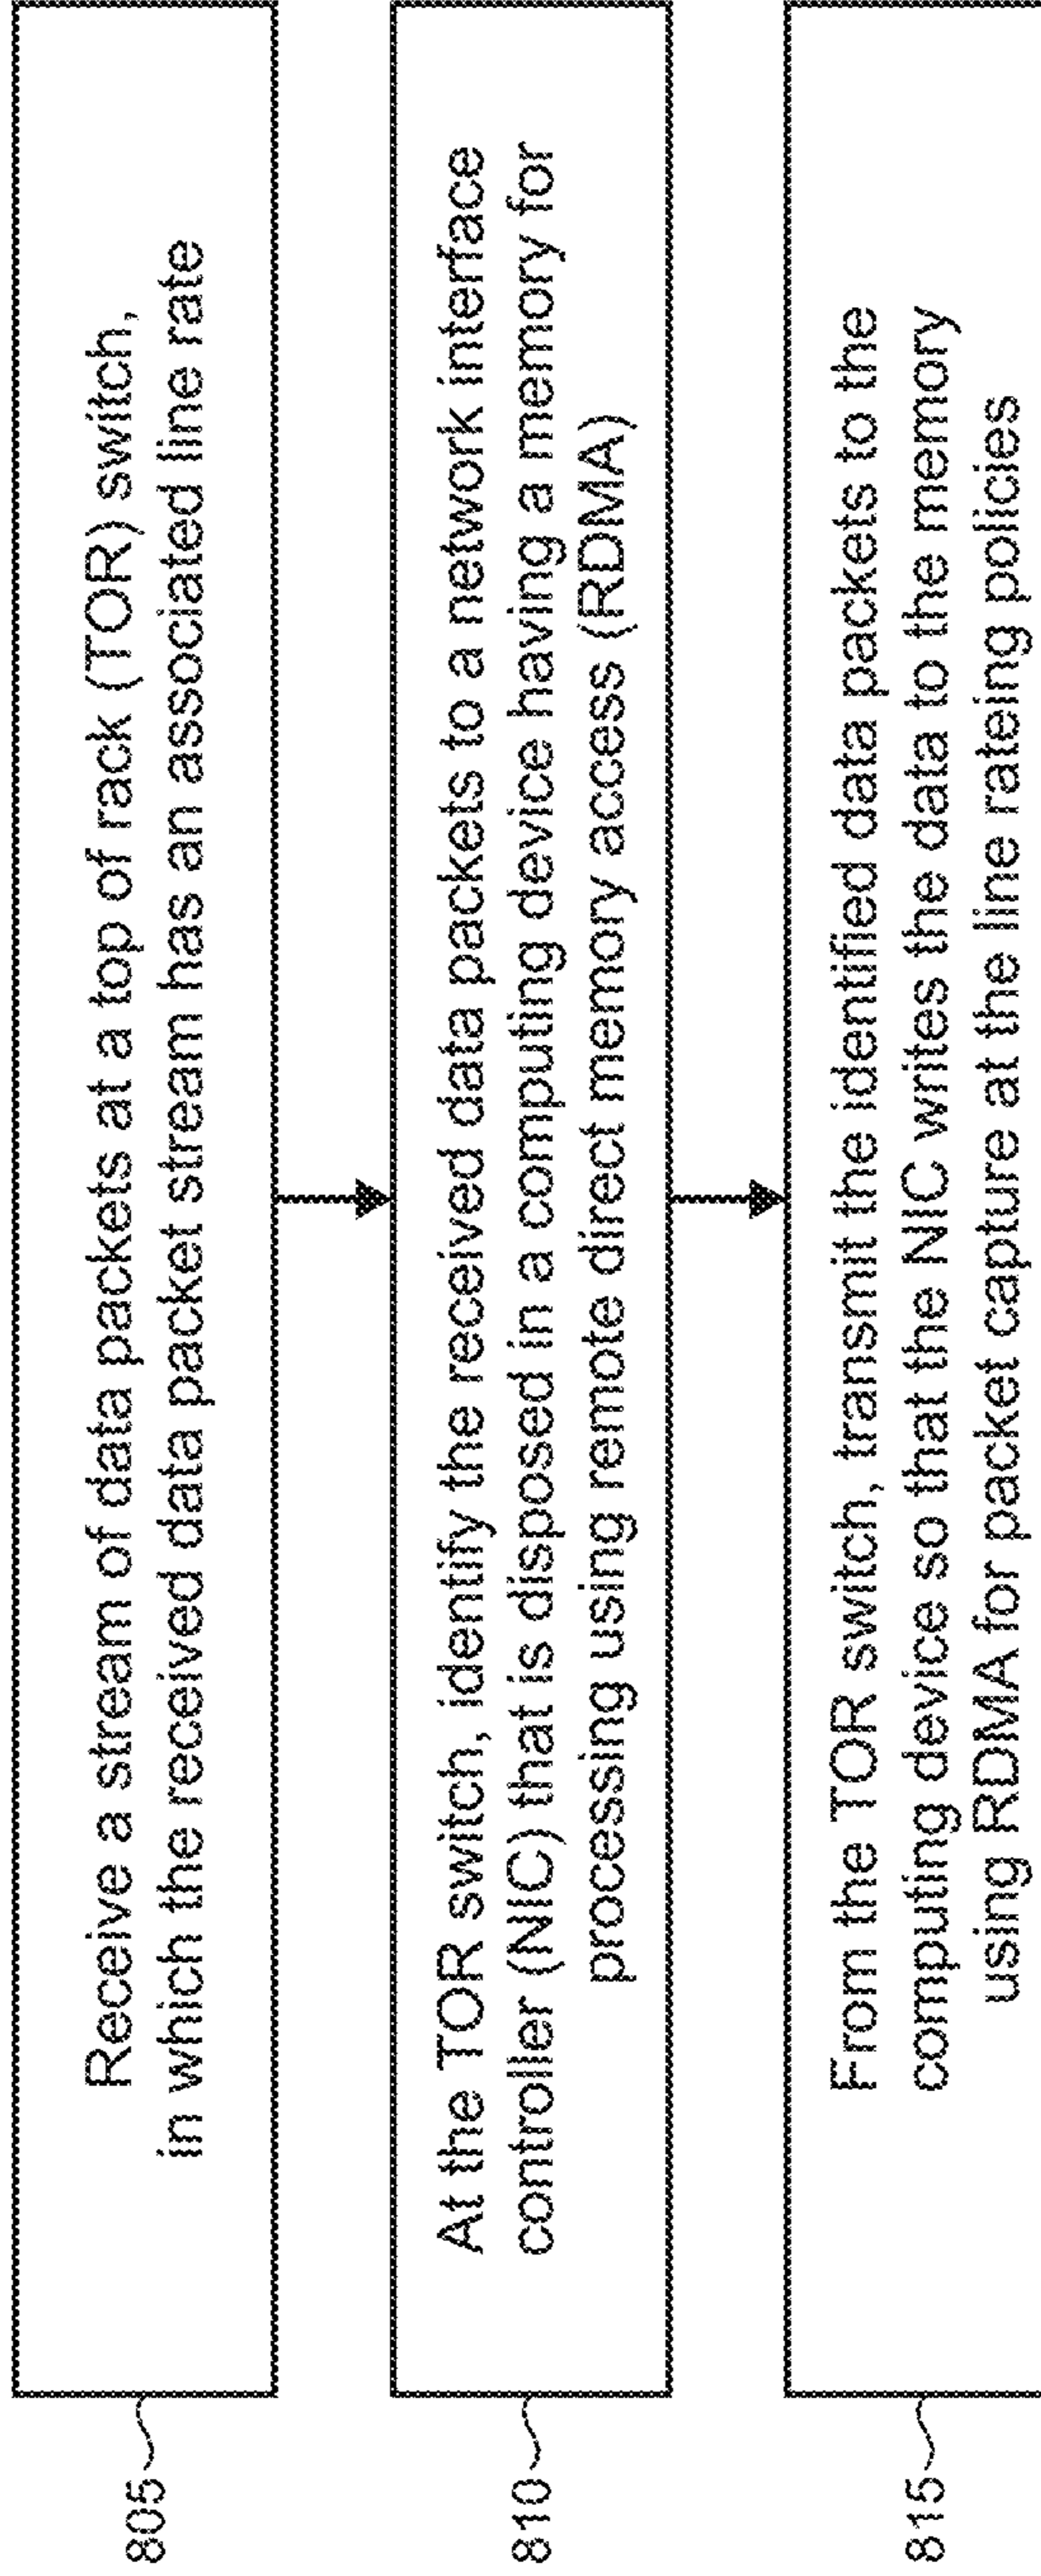 805
Receive a stream of data packets at a top of rack (TOR) switch,
in which the received data packet stream has an associated line rate
810
At the TOR switch, identify the received data packets to a network interface
controller (NIC) that is disposed in a computing device having a memory for
processing using remote direct memory access (RDMA)
815
From the TOR switch, transmit the identified data packets to the
computing device so that the NIC writes the data to the memory
using RDMA for packet capture at the line rateing policies